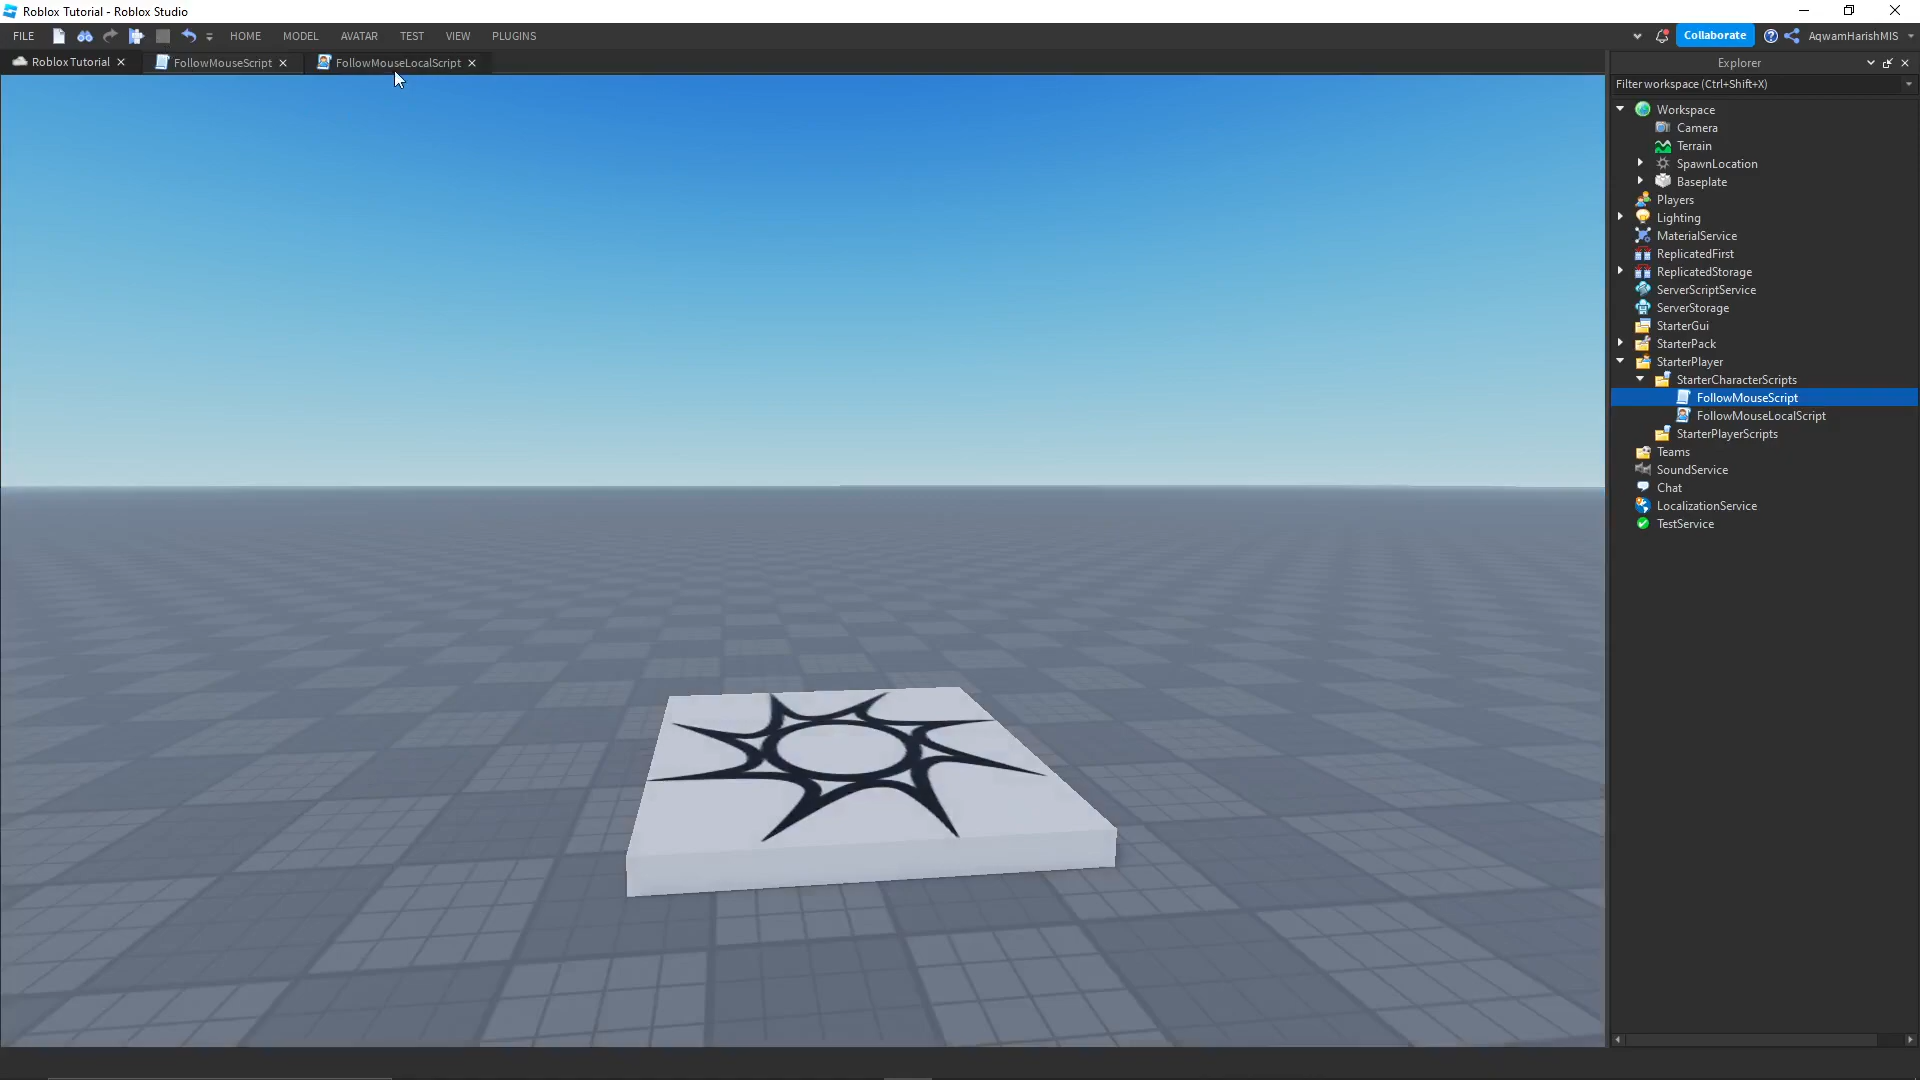 Roblox Tutorial - Roblox Studio
FILE HOME MODEL AVATAR TEST VIEW PLUGINS Collaborate AqwamHarishMIS
Roblox Tutorial FollowMouseScript FollowMouseLocalScript
Explorer
Filter workspace (Ctrl+Shift+X)
Workspace
Camera
Terrain
SpawnLocation
Baseplate
Players
Lighting
MaterialService
ReplicatedFirst
ReplicatedStorage
ServerScriptService
ServerStorage
StarterGui
StarterPack
StarterPlayer
StarterCharacterScripts
FollowMouseScript
FollowMouseLocalScript
StarterPlayerScripts
Teams
SoundService
Chat
LocalizationService
TestService